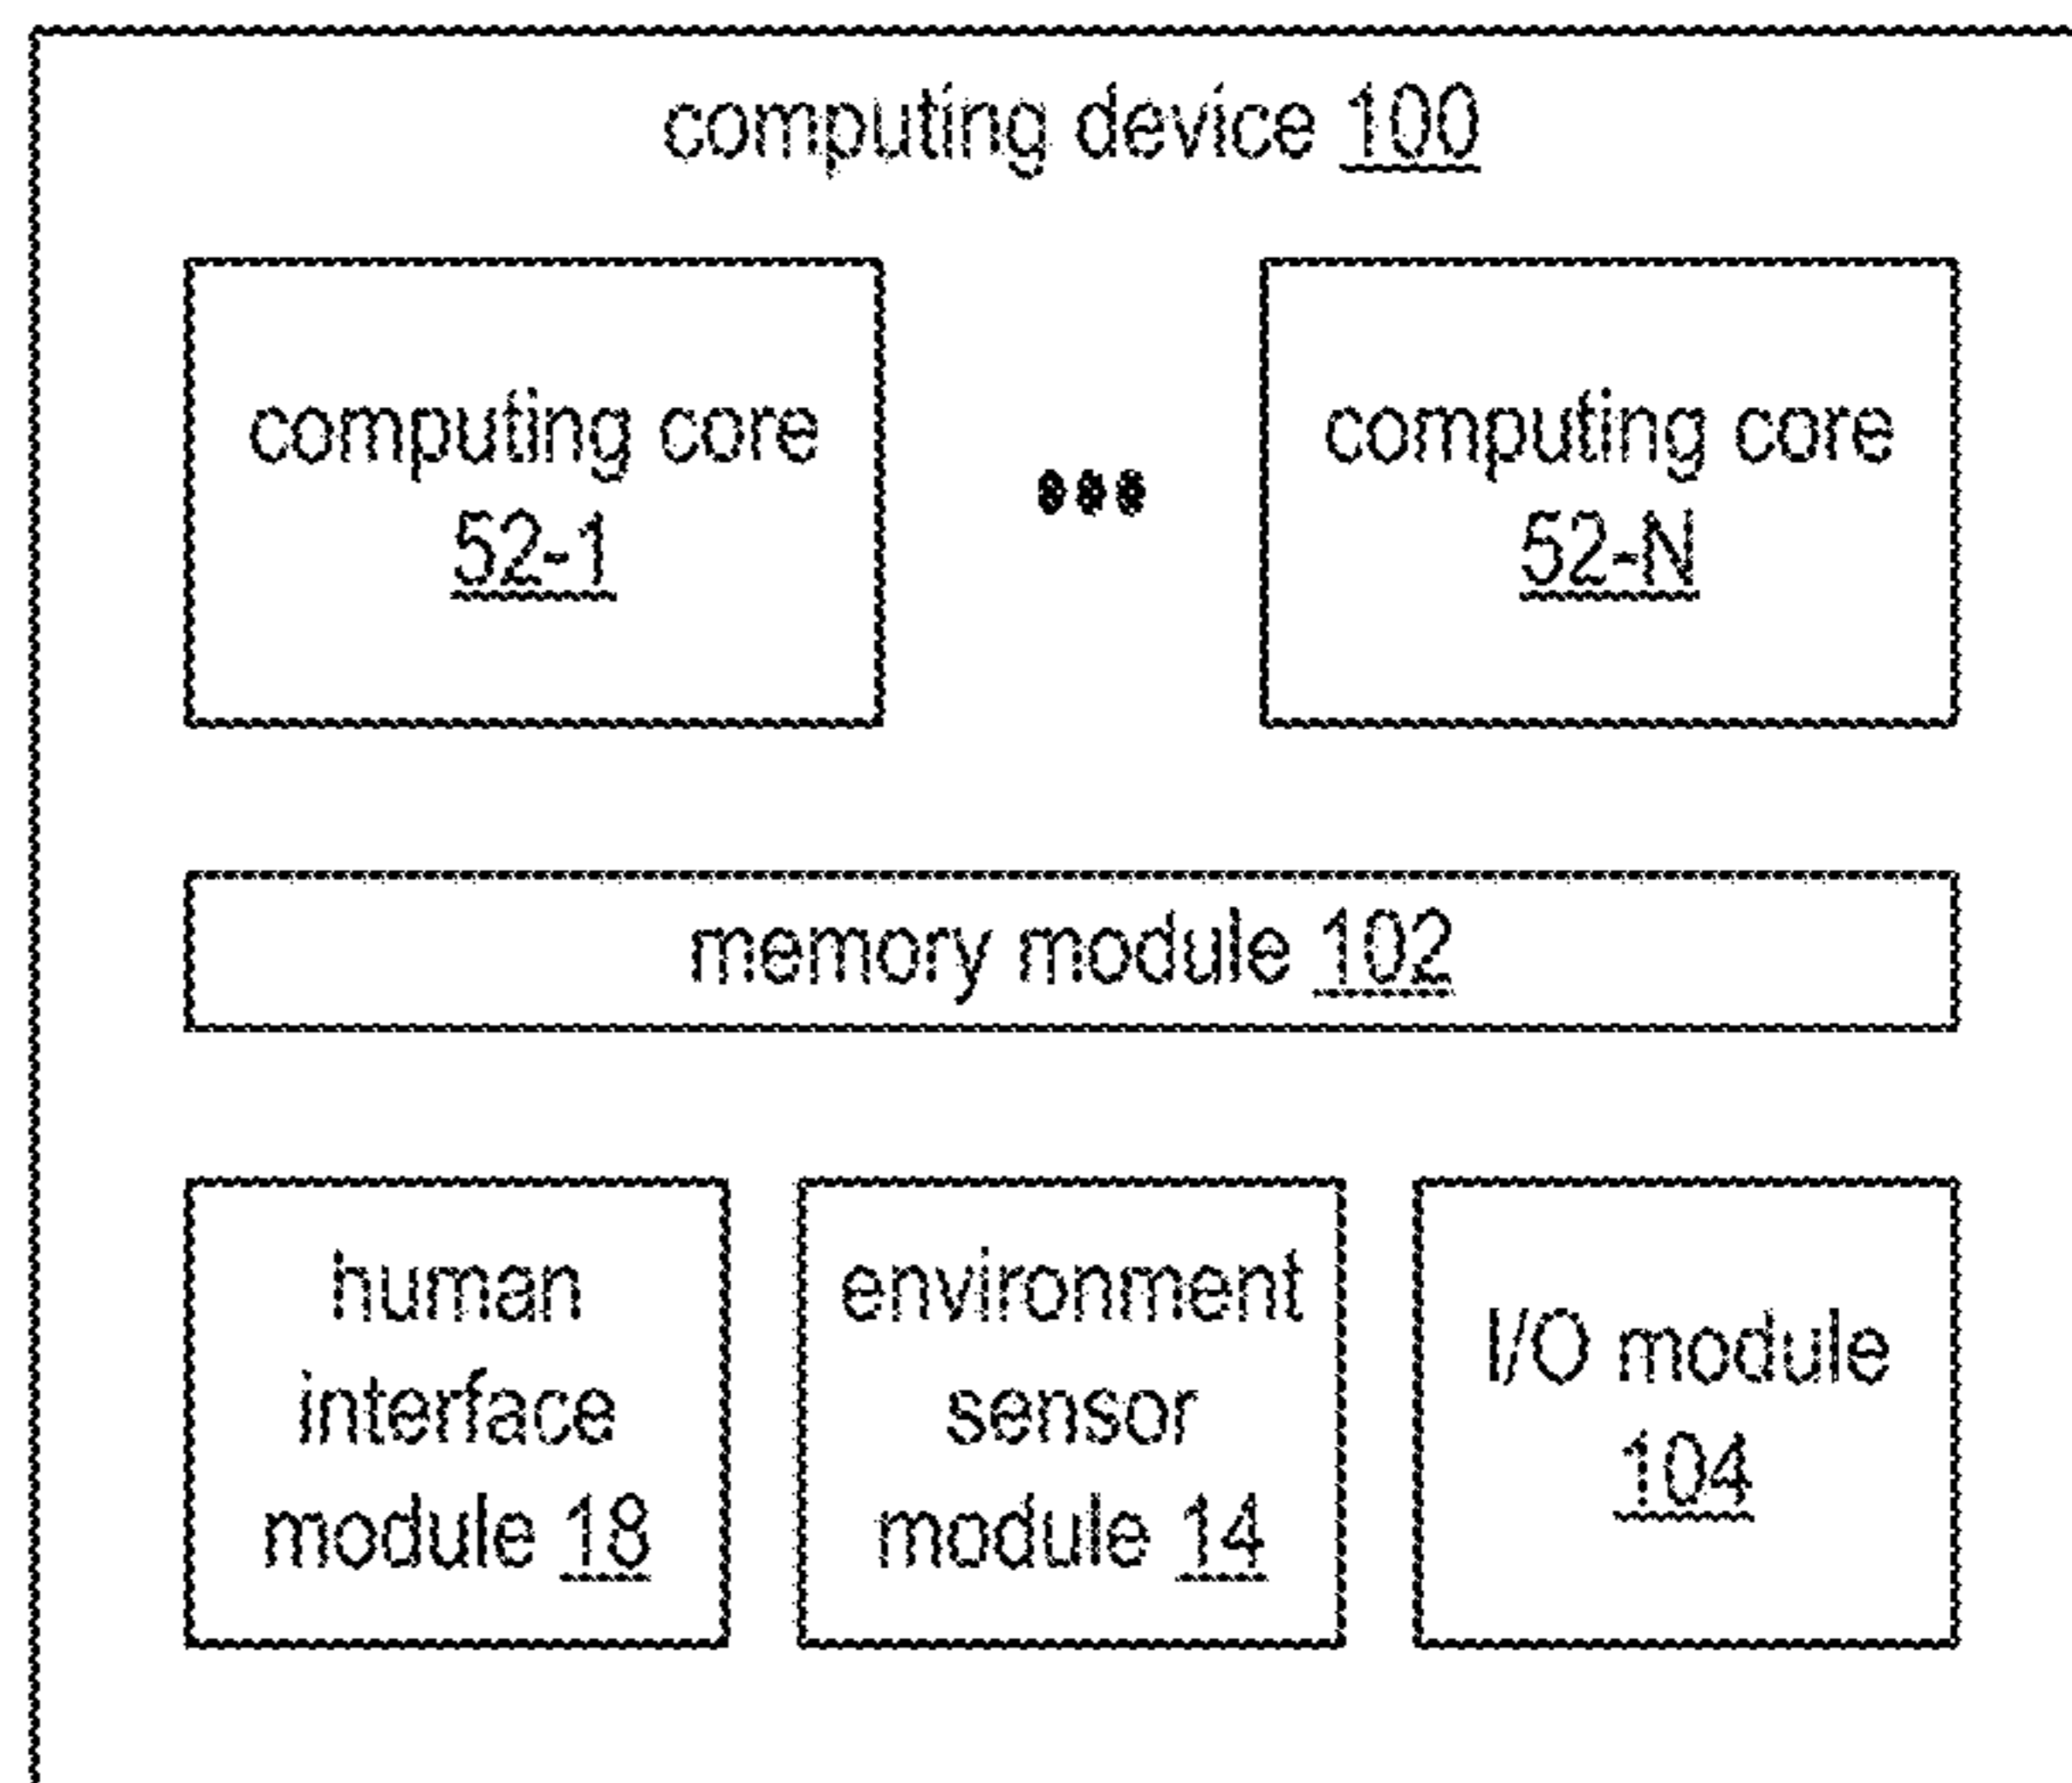 computing device 100
computing core
52-1
computing core
52-N
memory module 102
human
interface
module 18
environment
sensor
module 14
I/O module
104